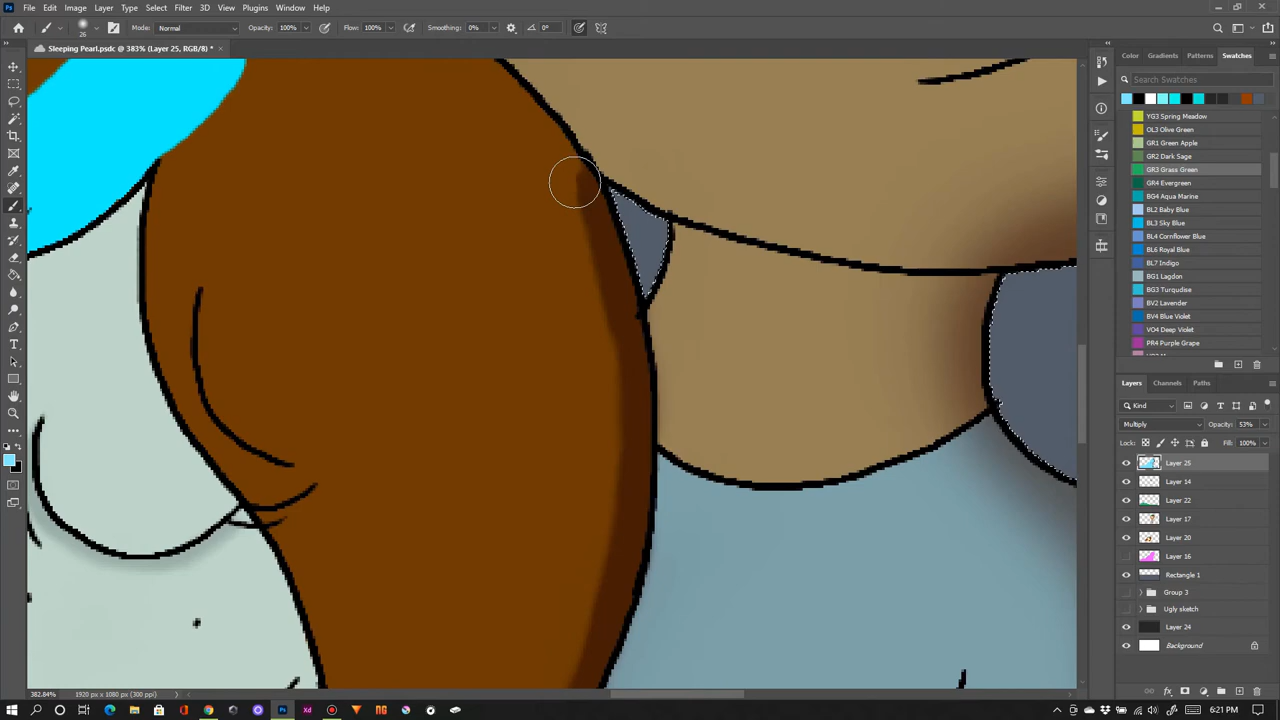 File Edit Image Layer Type Select Filter 3D View Plugins Window Help
26 Mode: Normal Opacity: 100% Flow: 100% Smoothing: 0% 0°
Sleeping Pearl.psdc @ 383% (Layer 25, RGB/8) *
Color Gradients Patterns Swatches
Search Swatches
YG3 Spring Meadow
OL3 Olive Green
GR1 Green Apple
GR2 Dark Sage
GR3 Grass Green
GR4 Evergreen
BG4 Aqua Marine
BL2 Baby Blue
BL3 Sky Blue
BL4 Cornflower Blue
BL6 Royal Blue
BL7 Indigo
BG1 Lagdon
BG3 Turqudise
BV2 Lavender
BV4 Blue Violet
VO4 Deep Violet
PR4 Purple Grape
Layers Channels Paths
Kind
Multiply Opacity: 53%
Lock: Fill: 100%
Layer 25
Layer 14
Layer 22
Layer 17
Layer 20
Layer 16
Rectangle 1
Group 3
Ugly sketch
Layer 24
Background
382.84% 1920 px x 1080 px (300 ppi)
6:21 PM